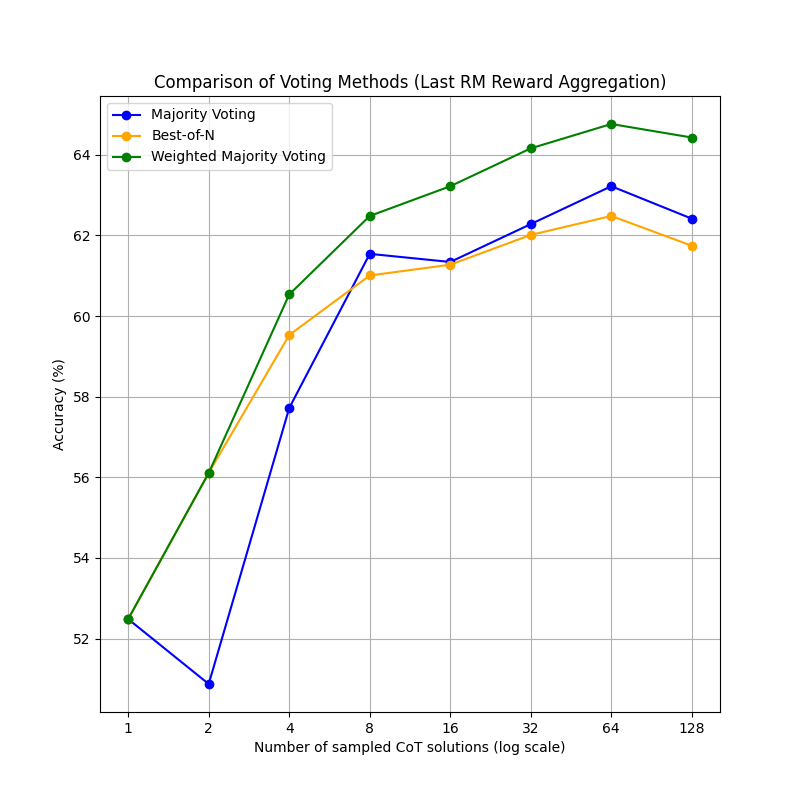 Comparison of Voting Methods (Last RM Reward Aggregation)
Majority Voting
Best-of-N
Weighted Majority Voting
64
62
60
58
56
54
52
Accuracy (%)
1 2 4 8 16 32 64 128
Number of sampled CoT solutions (log scale)